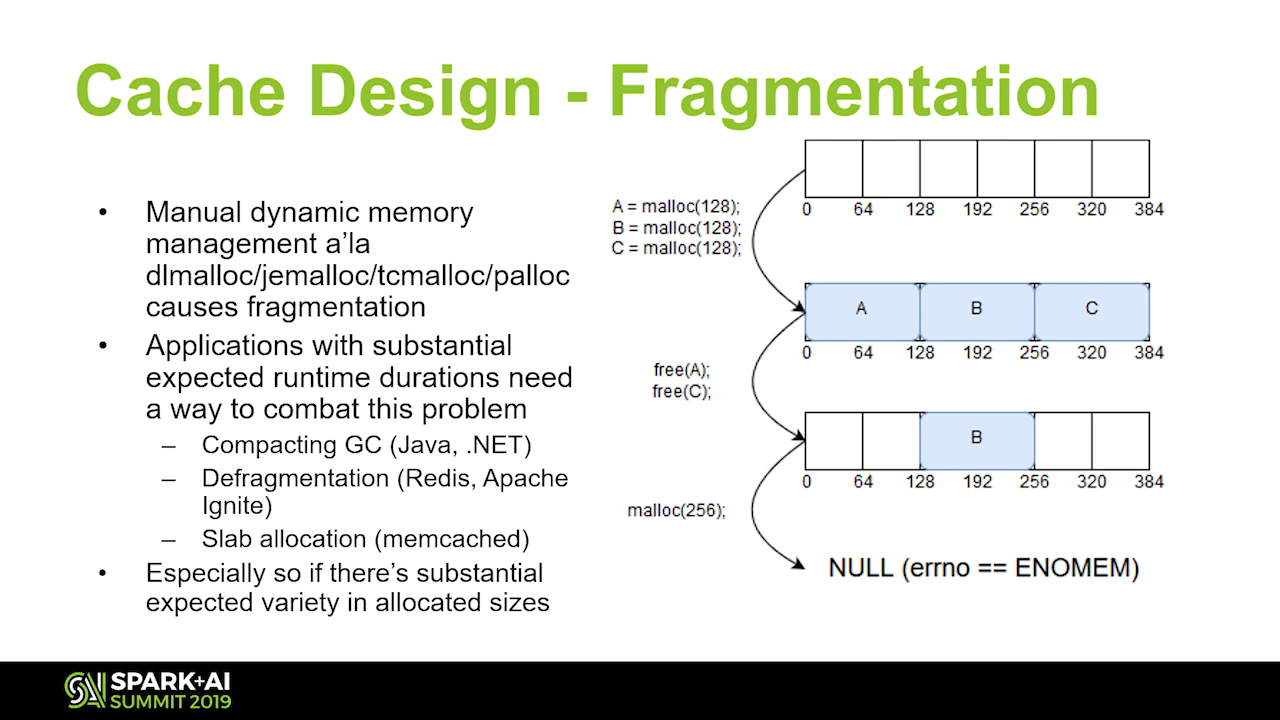 Cache Design - Fragmentation
• Manual dynamic memory
management a’la
dlmalloc/jemalloc/tcmalloc/palloc
causes fragmentation
• Applications with substantial
expected runtime durations need
a way to combat this problem
– Compacting GC (Java, .NET)
– Defragmentation (Redis, Apache
Ignite)
– Slab allocation (memcached)
• Especially so if there’s substantial
expected variety in allocated sizes
0 64 128 192 256 320 384
A = malloc(128);
B = malloc(128);
C = malloc(128);
A B C
0 64 128 192 256 320 384
free(A);
free(C);
B
0 64 128 192 256 320 384
malloc(256);
NULL (errno == ENOMEM)
SPARK+AI
SUMMIT 2019